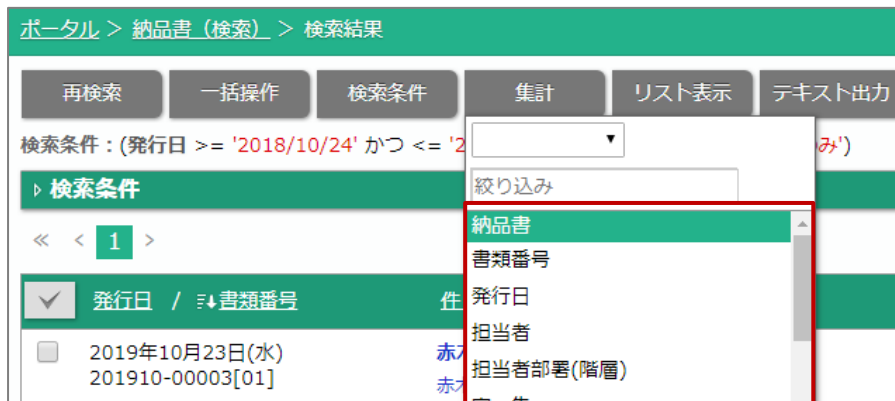 ポータル ＞ 納品書（検索） ＞ 検索結果
再検索 一括操作 検索条件 集計 リスト表示 テキスト出力
検索条件：(発行日 >= '2018/10/24' かつ <= '2 み')
絞り込み
▷ 検索条件
納品書
« < 1 >
書類番号
発行日 / 書類番号 件
発行日
担当者
2019年10月23日(水)
201910-00003[01]
担当者部署(階層)